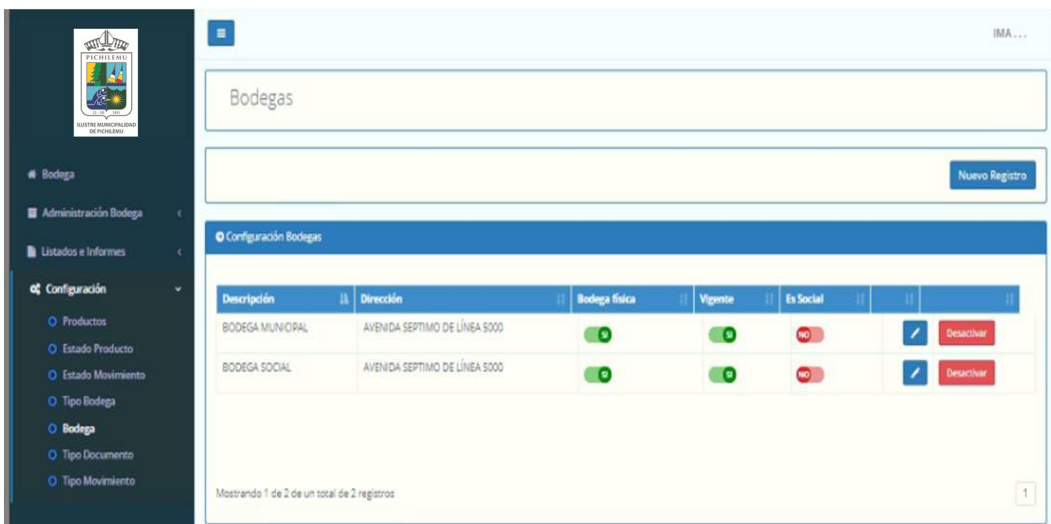 PICHILEMU
ILUSTRE MUNICIPALIDAD
DE PICHILEMU
Bodega
Administración Bodega
Listados e Informes
Configuración
Productos
Estado Producto
Estado Movimiento
Tipo Bodega
Bodega
Tipo Documento
Tipo Movimiento
IMA . . .
Bodegas
Nuevo Registro
Configuración Bodegas
Descripción Dirección Bodega física Vigente Es Social
BODEGA MUNICIPAL AVENIDA SEPTIMO DE LÍNEA 5000 SI SI NO Desactivar
BODEGA SOCIAL AVENIDA SEPTIMO DE LÍNEA 5000 SI SI NO Desactivar
Mostrando 1 de 2 de un total de 2 registros 1